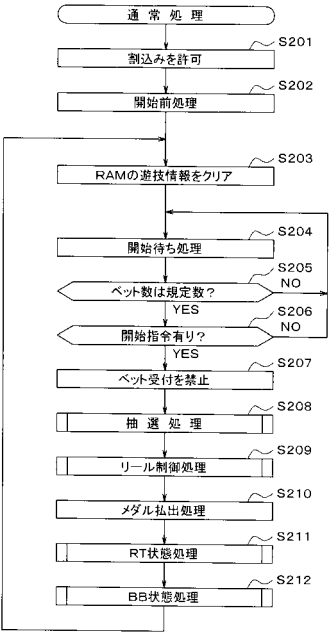 通常処理
S201
割込みを許可
S202
開始前処理
S203
RAMの遊技情報をクリア
S204
開始待ち処理
S205
ベット数は規定数？
NO
YES
S206
開始指令有り？
NO
YES
S207
ベット受付を禁止
S208
抽選処理
S209
リール制御処理
S210
メダル払出処理
S211
RT状態処理
S212
BB状態処理